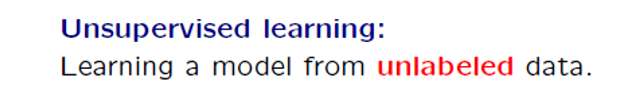 Unsupervised learning:
Learning a model from unlabeled data.